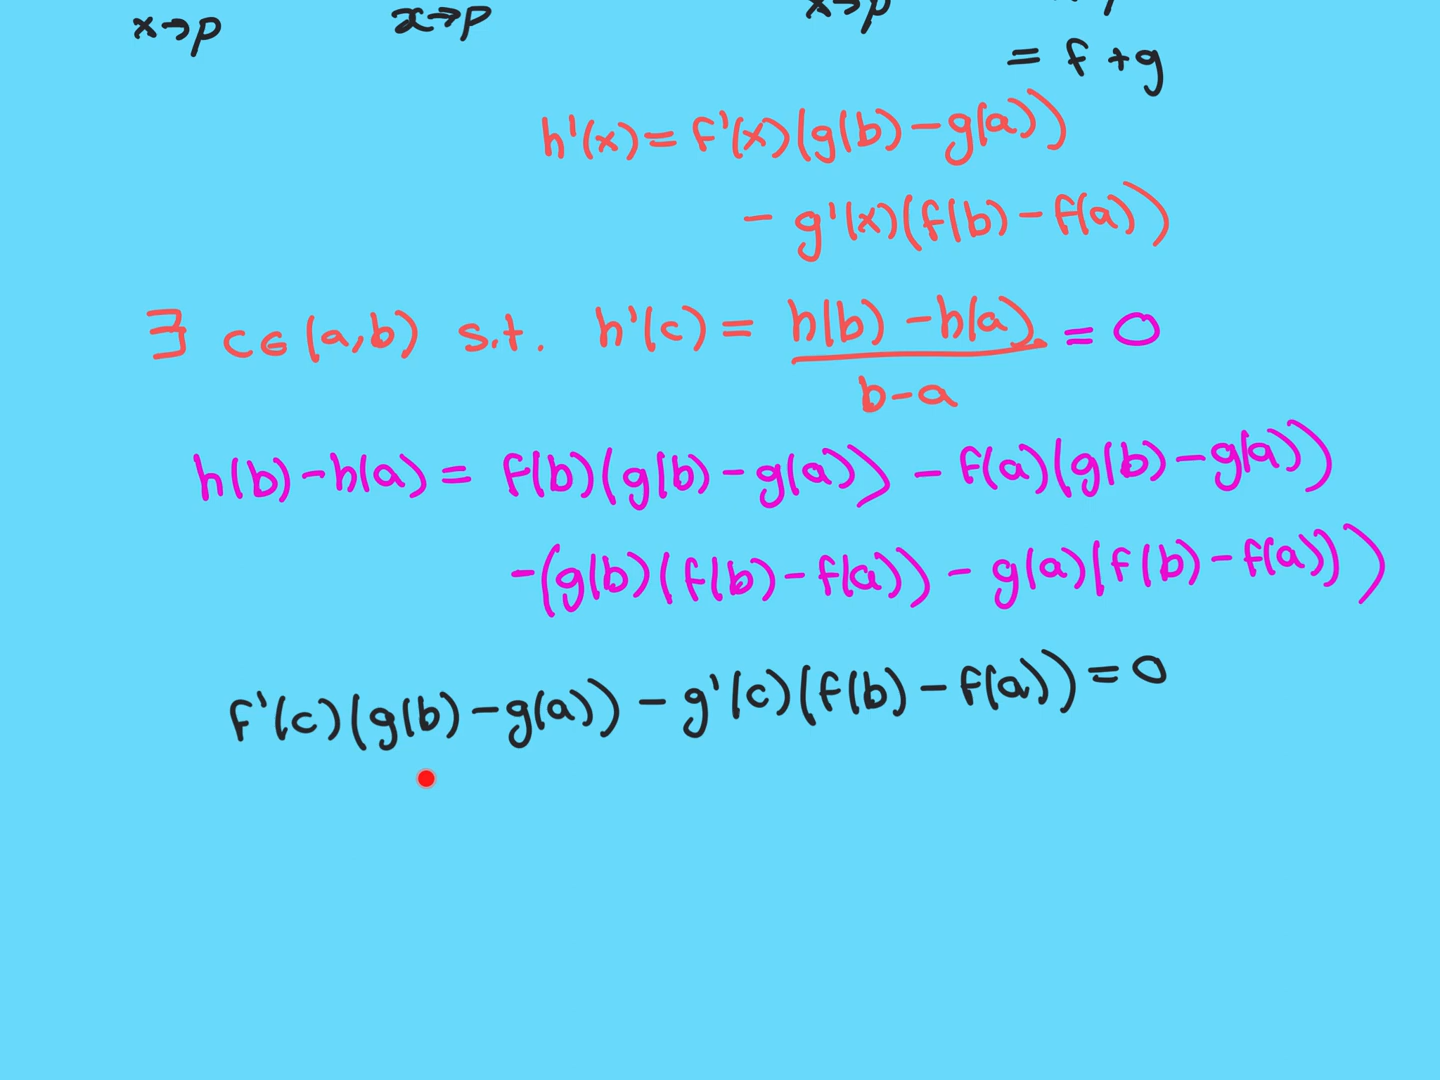 x→p x→p x→p
= f + g
h'(x) = f'(x)(g(b) - g(a))
- g'(x)(f(b) - f(a))
∃ c∈(a,b) s.t. h'(c) = h(b) - h(a) = 0
b - a
h(b) - h(a) = f(b)(g(b) - g(a)) - f(a)(g(b) - g(a))
-(g(b)(f(b) - f(a)) - g(a)(f(b) - f(a)))
f'(c)(g(b) - g(a)) - g'(c)(f(b) - f(a)) = 0